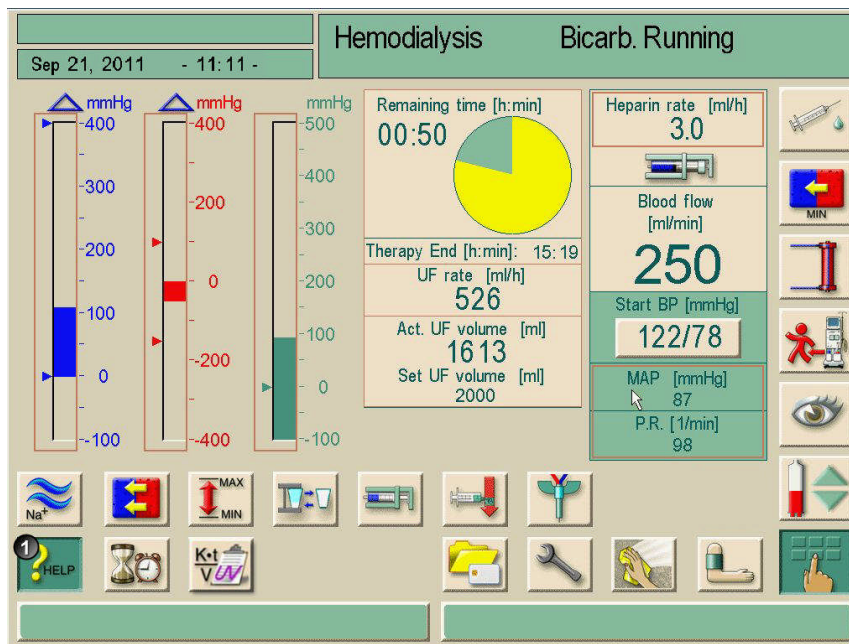 Hemodialysis Bicarb. Running
Sep 21, 2011 - 11:11 -
mmHg
400
300
200
100
0
-100
mmHg
400
200
0
-200
-400
mmHg
500
400
300
200
100
0
-100
Remaining time [h:min]
00:50
Therapy End [h:min]: 15:19
UF rate [ml/h]
526
Act. UF volume [ml]
1613
Set UF volume [ml]
2000
Heparin rate [ml/h]
3.0
Blood flow
[ml/min]
250
Start BP [mmHg]
122/78
MAP [mmHg]
87
P.R. [1/min]
98
MIN
Na+
MAX
MIN
1
? HELP
K•t
V UV